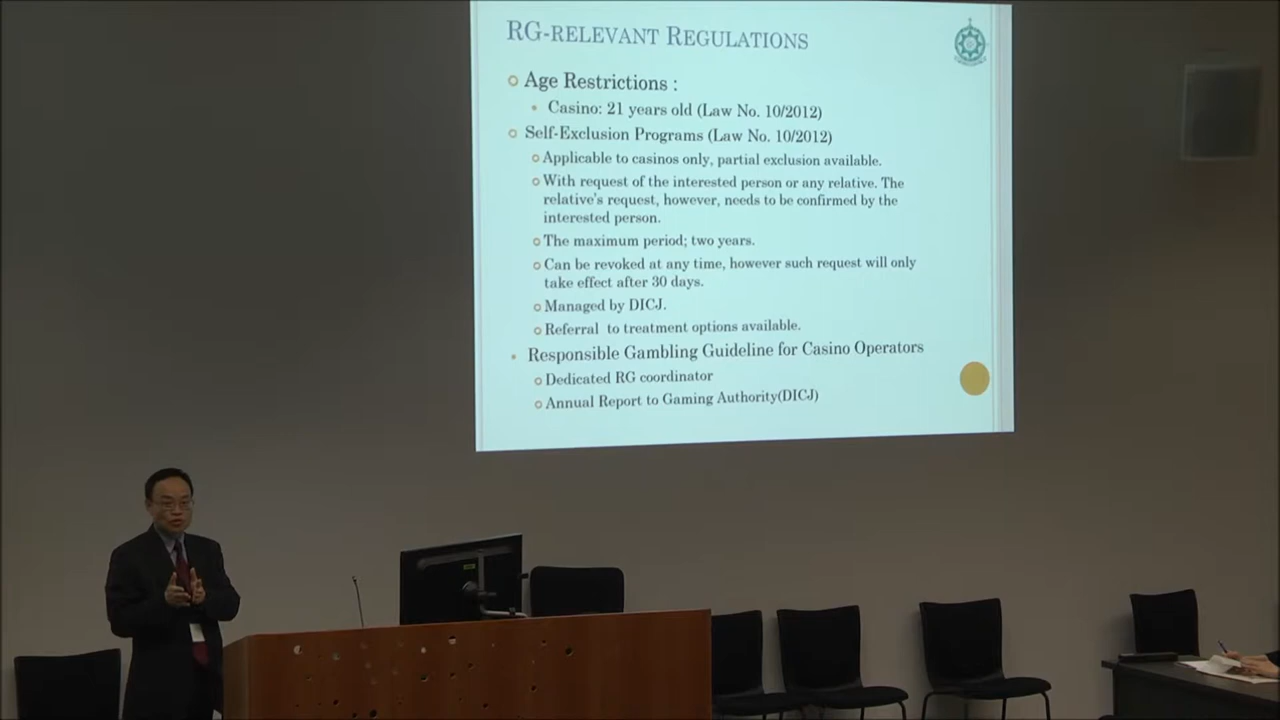 RG-RELEVANT REGULATIONS
Age Restrictions :
Casino: 21 years old (Law No. 10/2012)
Self-Exclusion Programs (Law No. 10/2012)
Applicable to casinos only, partial exclusion available.
With request of the interested person or any relative. The
relative's request, however, needs to be confirmed by the
interested person.
The maximum period; two years.
Can be revoked at any time, however such request will only
take effect after 30 days.
Managed by DICJ.
Referral to treatment options available.
Responsible Gambling Guideline for Casino Operators
Dedicated RG coordinator
Annual Report to Gaming Authority(DICJ)